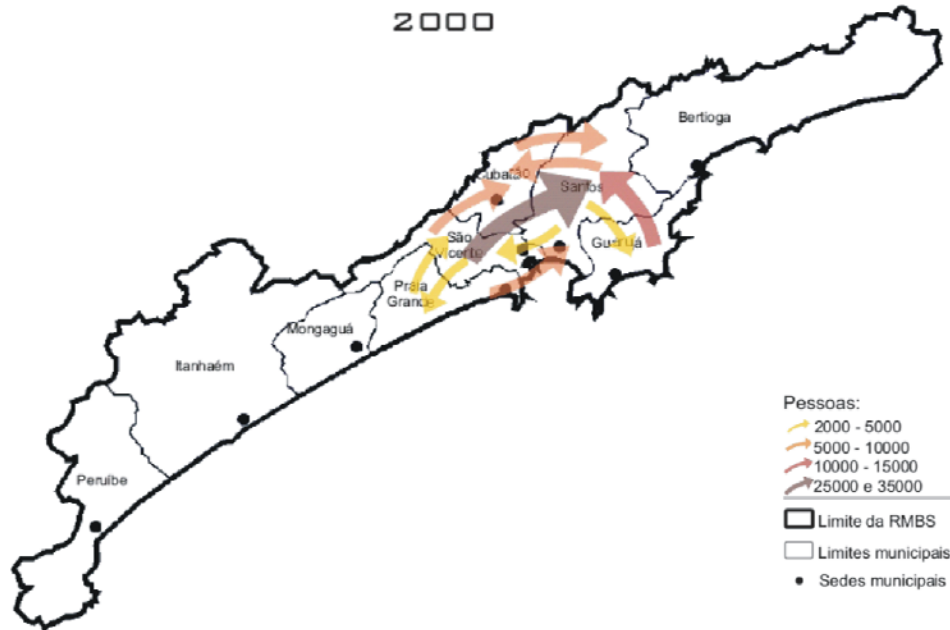 2000
Bertioga
Cubatão
Santos
São
Vicente
Guarujá
Praia
Grande
Mongaguá
Itanhaém
Peruíbe
Pessoas:
2000 - 5000
5000 - 10000
10000 - 15000
25000 e 35000
Limite da RMBS
Limites municipais
Sedes municipais